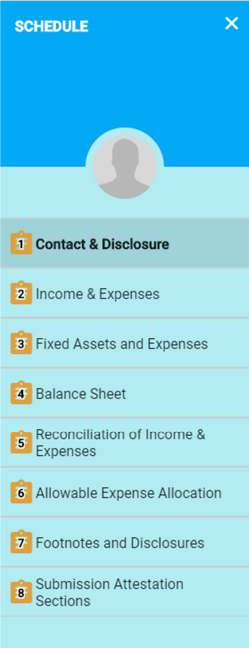 SCHEDULE
1 Contact & Disclosure
2 Income & Expenses
3 Fixed Assets and Expenses
4 Balance Sheet
5 Reconciliation of Income &
Expenses
6 Allowable Expense Allocation
7 Footnotes and Disclosures
8 Submission Attestation
Sections